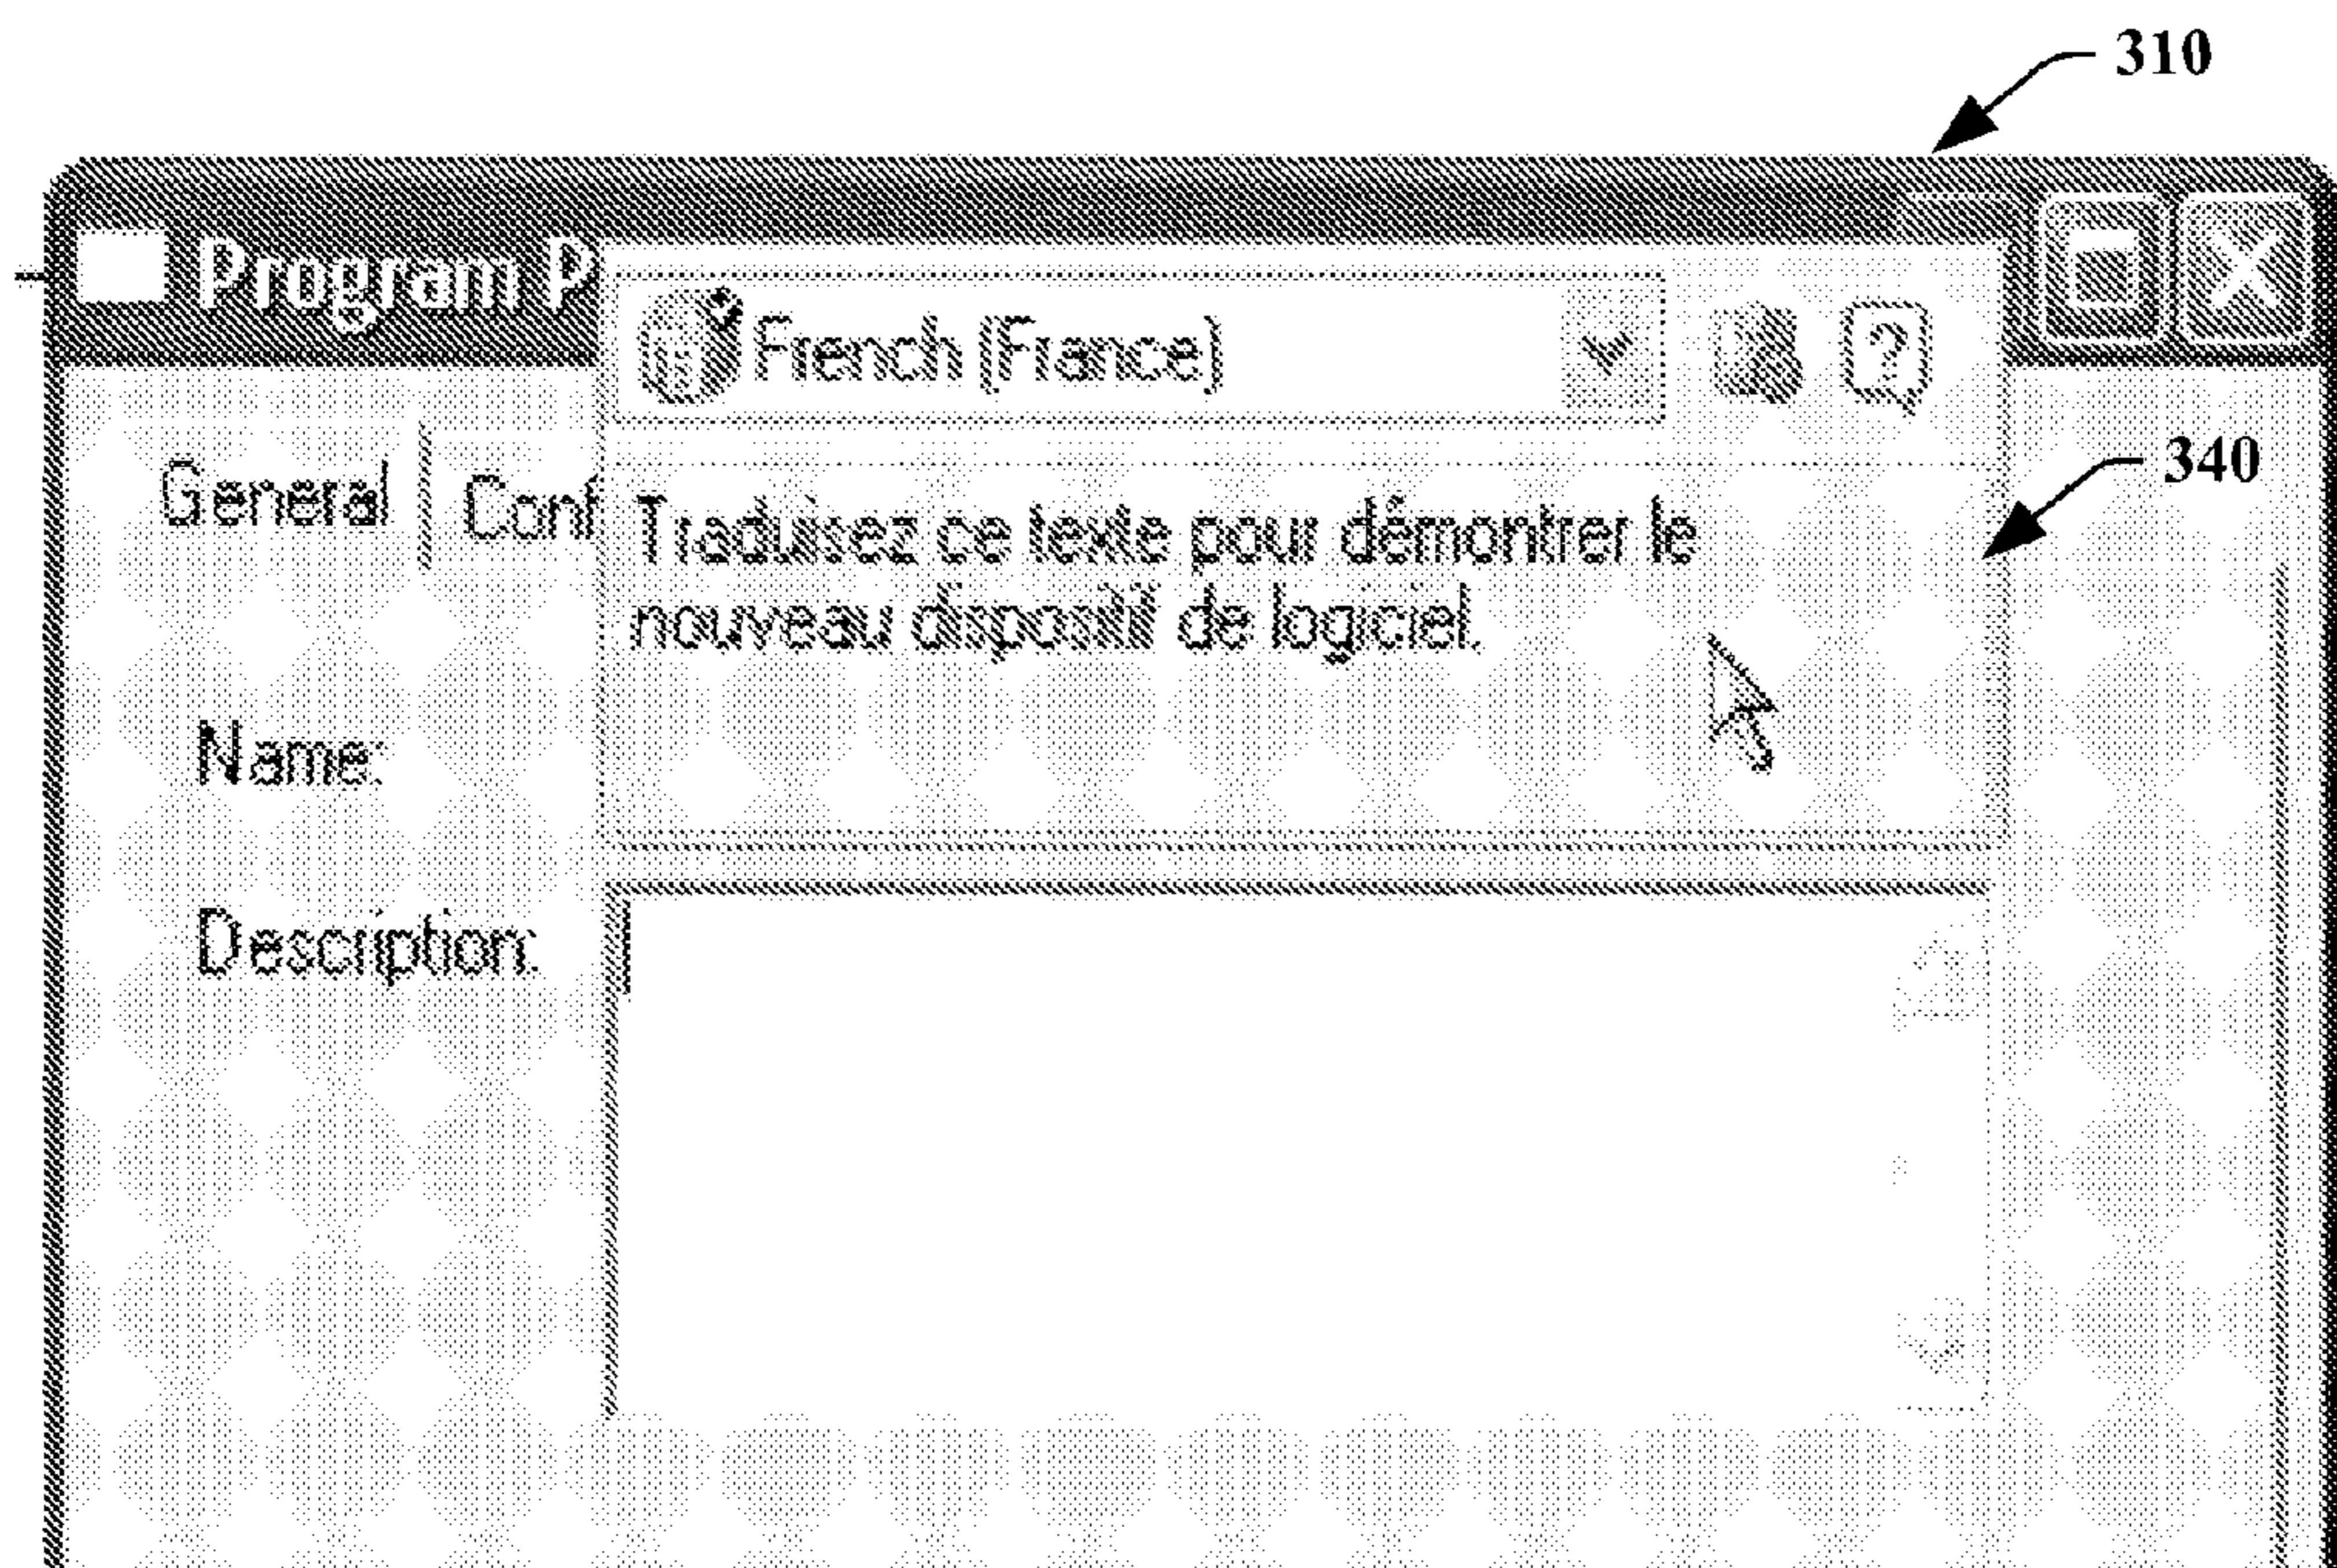 310
Program P
French (France)
?
General
Conf
340
Traduisez ce texte pour démontrer le
nouveau dispositif de logiciel.
Name:
Description: